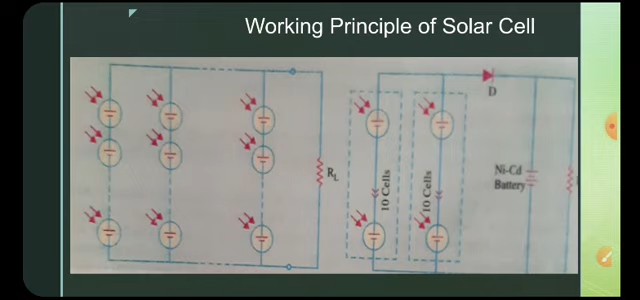 Working Principle of Solar Cell
D
RL
10 Cells
10 Cells
Ni-Cd
Battery